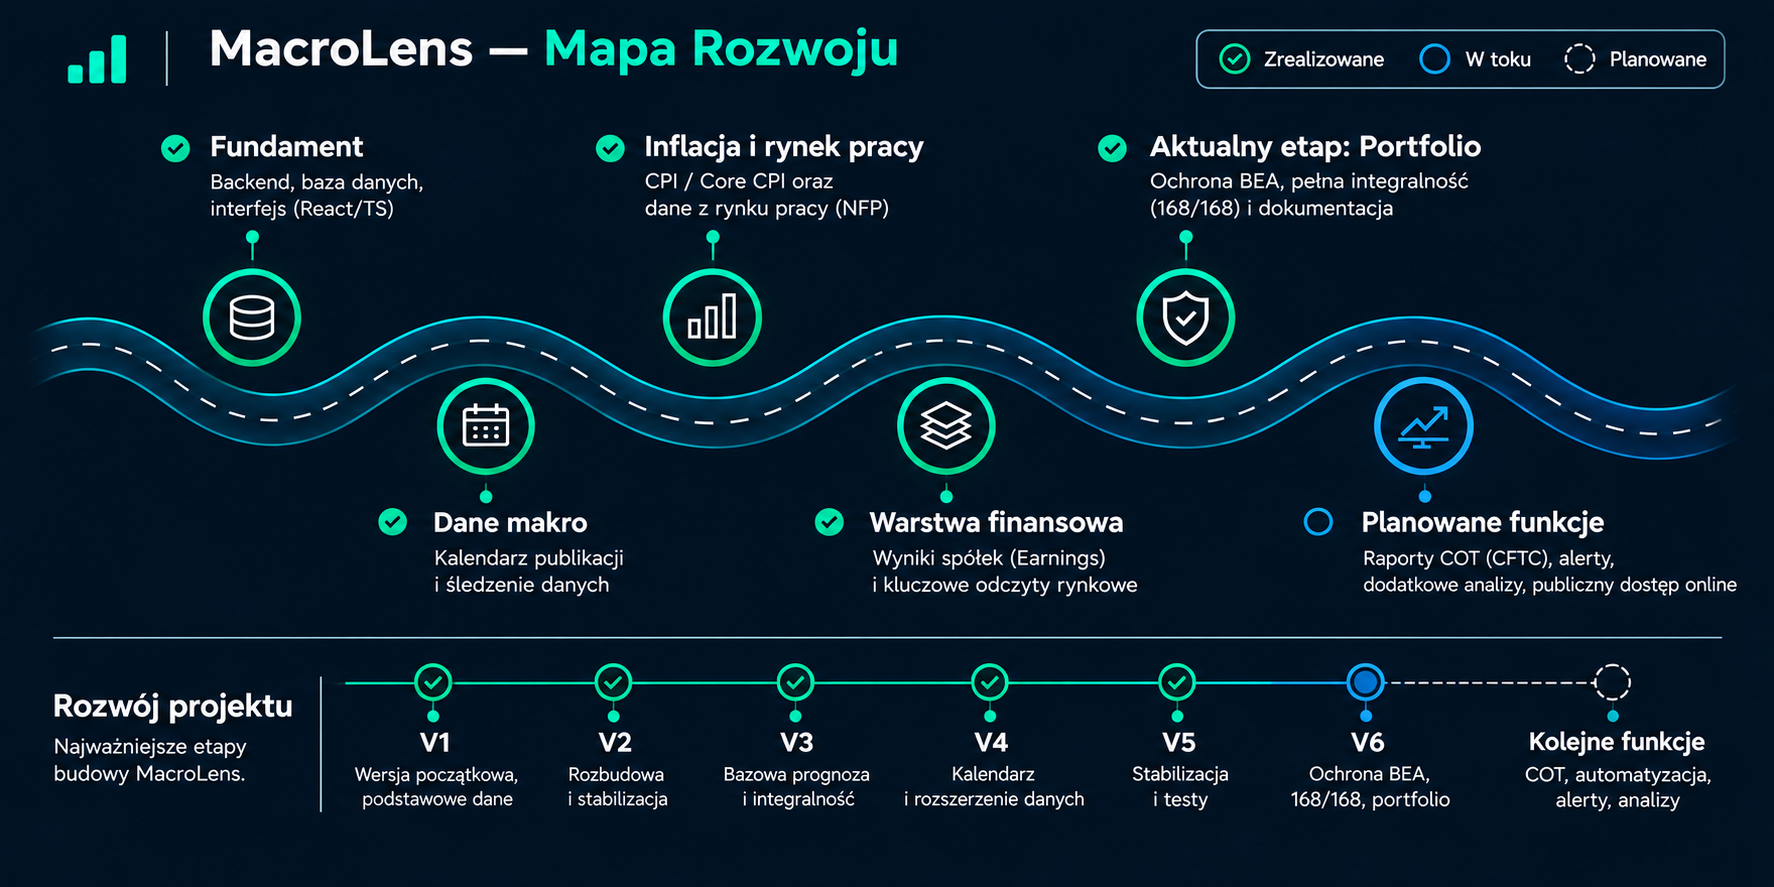 MacroLens — Mapa Rozwoju
Zrealizowane
W toku
Planowane
Fundament
Backend, baza danych,
interfejs (React/TS)
Inflacja i rynek pracy
CPI / Core CPI oraz
dane z rynku pracy (NFP)
Aktualny etap: Portfolio
Ochrona BEA, pełna integralność
(168/168) i dokumentacja
Dane makro
Kalendarz publikacji
i śledzenie danych
Warstwa finansowa
Wyniki spółek (Earnings)
i kluczowe odczyty rynkowe
Planowane funkcje
Raporty COT (CFTC), alerty,
dodatkowe analizy, publiczny dostęp online
Rozwój projektu
Najważniejsze etapy
budowy MacroLens.
V1
Wersja początkowa,
podstawowe dane
V2
Rozbudowa
i stabilizacja
V3
Bazowa prognoza
i integralność
V4
Kalendarz
i rozszerzenie danych
V5
Stabilizacja
i testy
V6
Ochrona BEA,
168/168, portfolio
Kolejne funkcje
COT, automatyzacja,
alerty, analizy